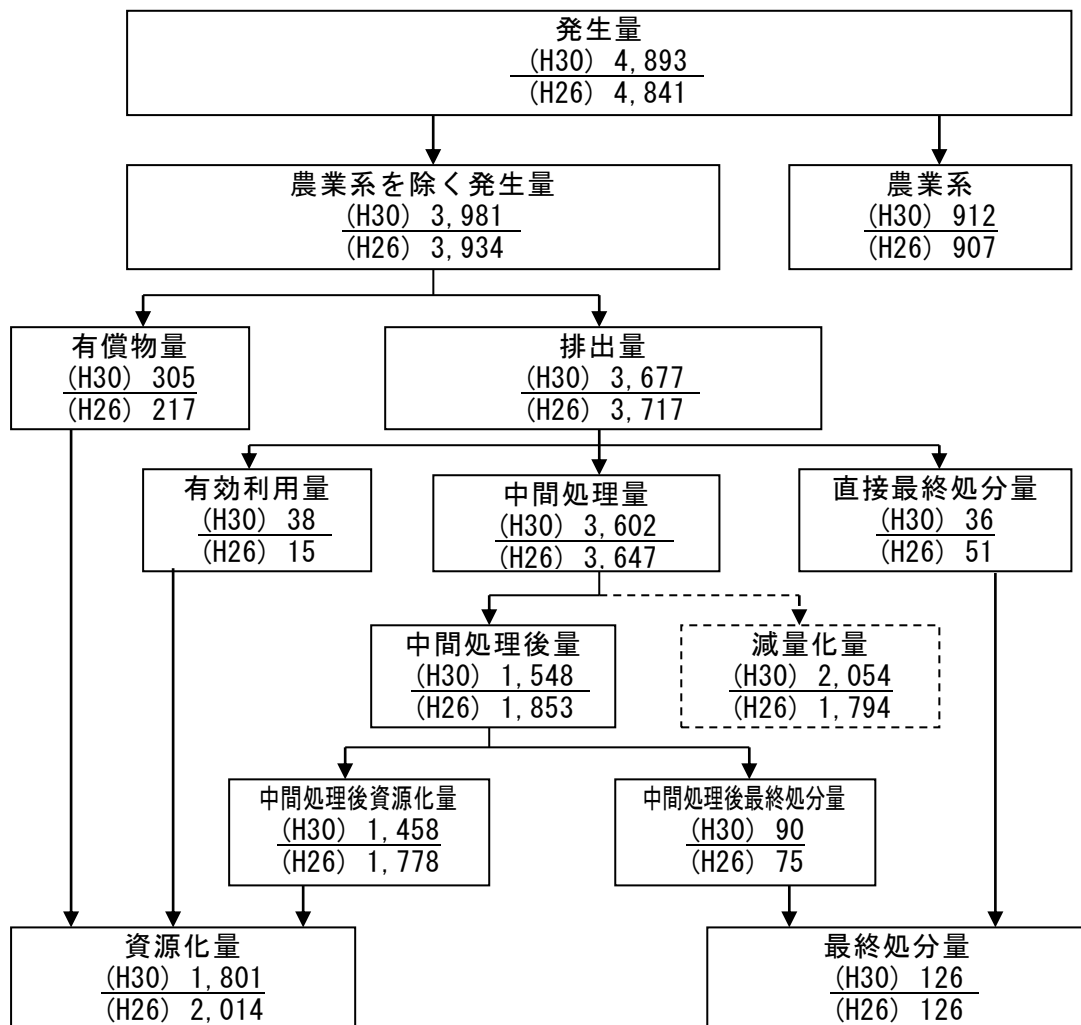 発生量
(H30) 4,893
(H26) 4,841
農業系を除く発生量
(H30) 3,981
(H26) 3,934
農業系
(H30) 912
(H26) 907
有償物量
(H30) 305
(H26) 217
排出量
(H30) 3,677
(H26) 3,717
有効利用量
(H30) 38
(H26) 15
中間処理量
(H30) 3,602
(H26) 3,647
直接最終処分量
(H30) 36
(H26) 51
中間処理後量
(H30) 1,548
(H26) 1,853
減量化量
(H30) 2,054
(H26) 1,794
中間処理後資源化量
(H30) 1,458
(H26) 1,778
中間処理後最終処分量
(H30) 90
(H26) 75
資源化量
(H30) 1,801
(H26) 2,014
最終処分量
(H30) 126
(H26) 126